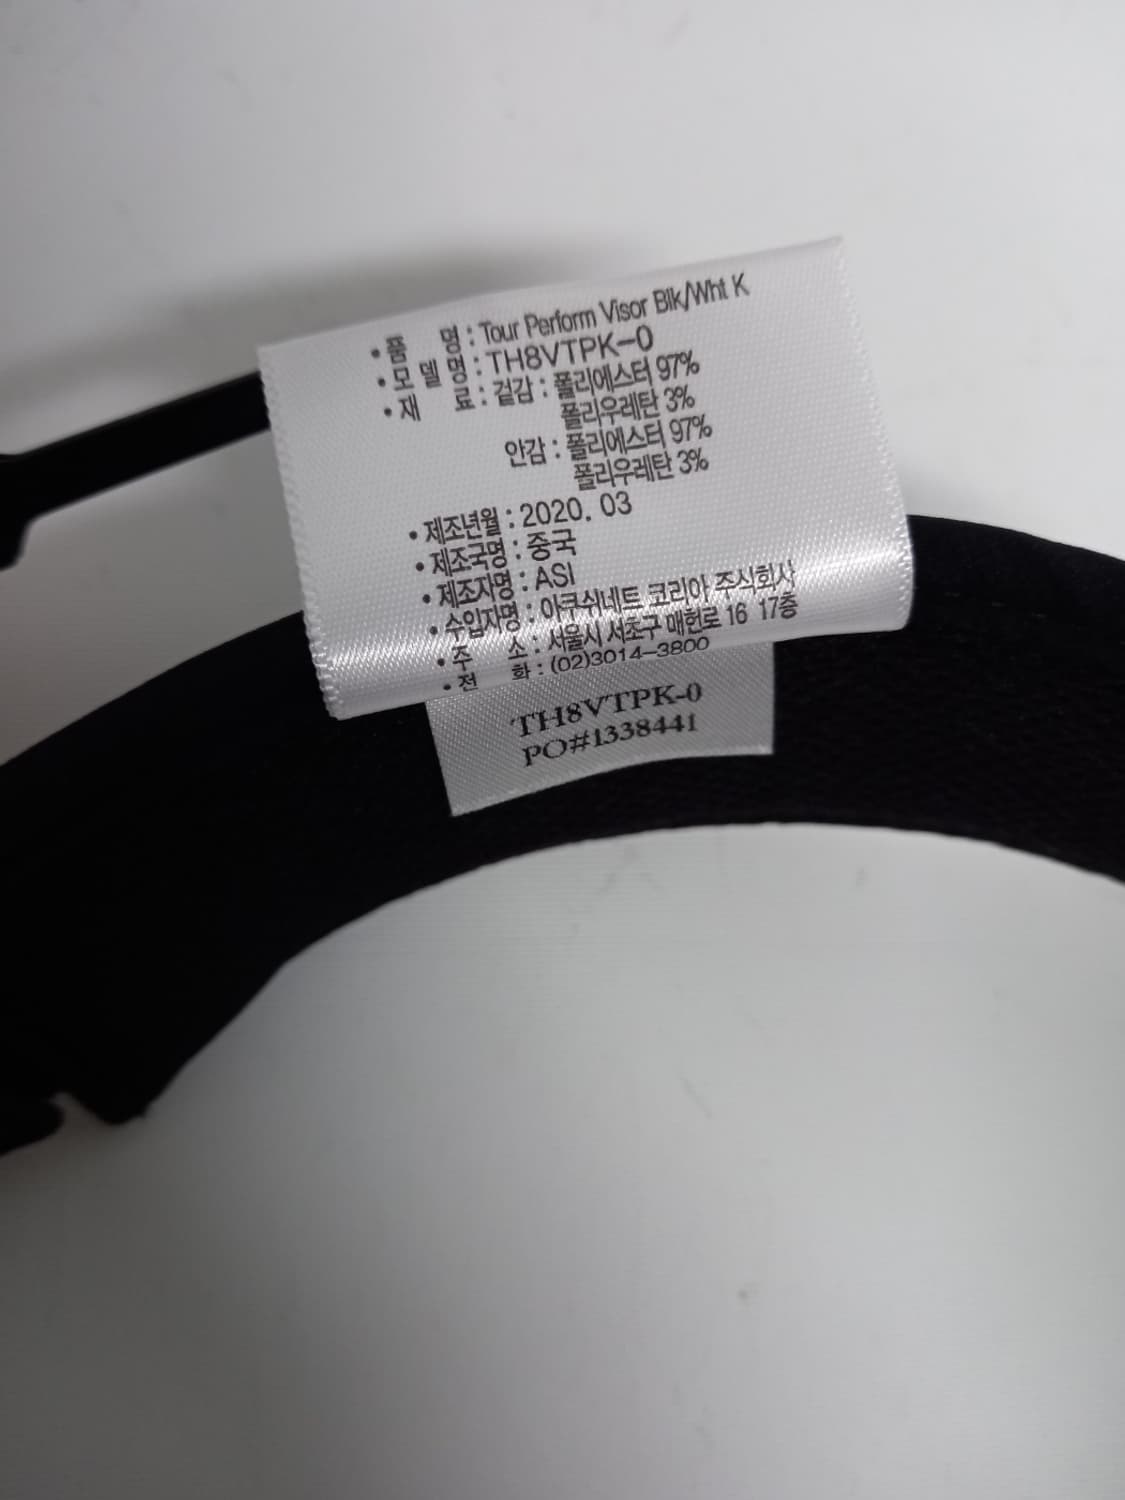 • 품 명 : Tour Perform Visor Blk/Wht K
• 모 델 명 : TH8VTPK-0
• 재 료 : 겉감 : 폴리에스터 97%
폴리우레탄 3%
안감 : 폴리에스터 97%
폴리우레탄 3%
• 제조년월 : 2020. 03
• 제조국명 : 중국
• 제조자명 : ASI
• 수입자명 : 아쿠쉬네트 코리아 주식회사
• 주 소 : 서울시 서초구 매헌로 16 17층
• 전 화 : (02)3014-3800
TH8VTPK-0
PO#1338441